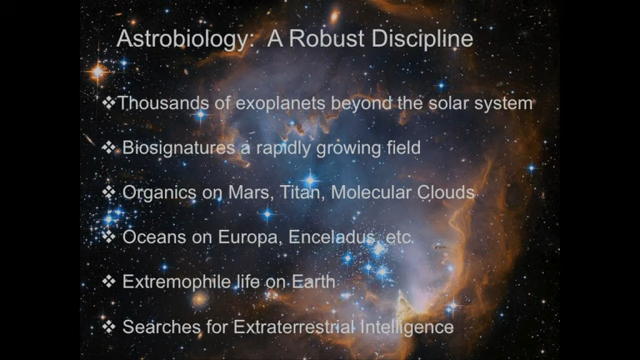 Astrobiology: A Robust Discipline
❖Thousands of exoplanets beyond the solar system
❖ Biosignatures a rapidly growing field
❖ Organics on Mars, Titan, Molecular Clouds
❖ Oceans on Europa, Enceladus, etc.
❖ Extremophile life on Earth
❖ Searches for Extraterrestrial Intelligence